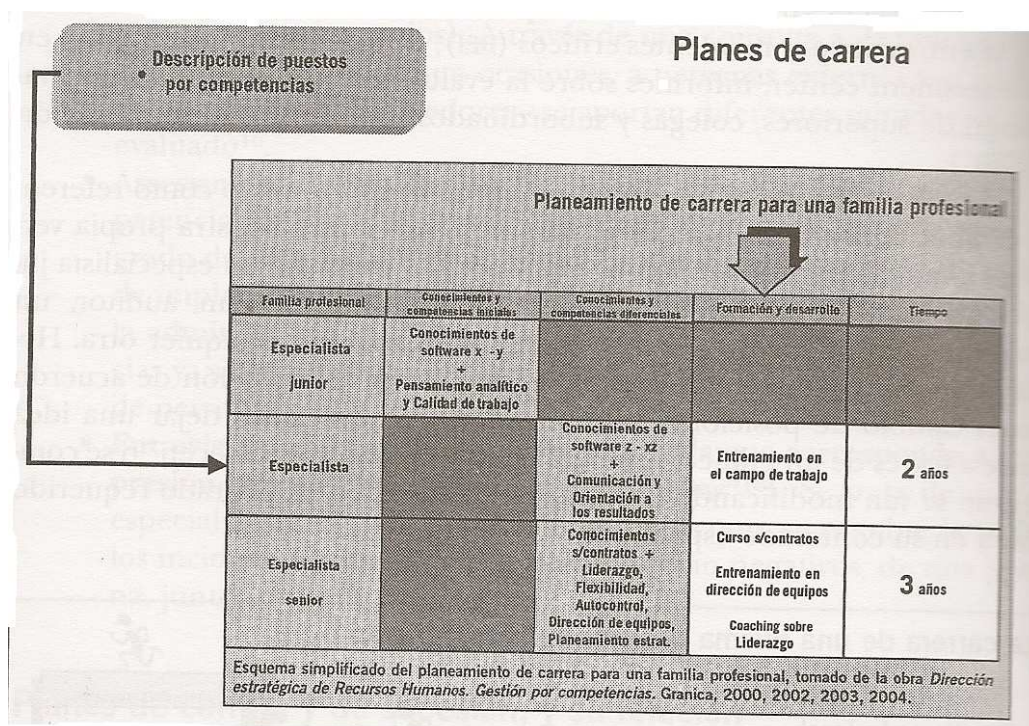 Planes de carrera
Descripción de puestos
por competencias
Planeamiento de carrera para una familia profesional
Familia profesional
Conocimientos y
competencias iniciales
Conocimientos y
competencias diferenciales
Formación y desarrollo
Tiempo
Especialista
junior
Conocimientos de
software x - y
+
Pensamiento analítico
y Calidad de trabajo
Especialista
Conocimientos de
software z - x2
+
Comunicación y
Orientación a
los resultados
Entrenamiento en
el campo de trabajo
2 años
Especialista
senior
Conocimientos
s/contratos +
Liderazgo,
Flexibilidad,
Autocontrol,
Dirección de equipos,
Planeamiento estrat.
Curso s/contratos
Entrenamiento en
dirección de equipos
Coaching sobre
Liderazgo
3 años
Esquema simplificado del planeamiento de carrera para una familia profesional, tomado de la obra Dirección
estratégica de Recursos Humanos. Gestión por competencias. Granica, 2000, 2002, 2003, 2004.